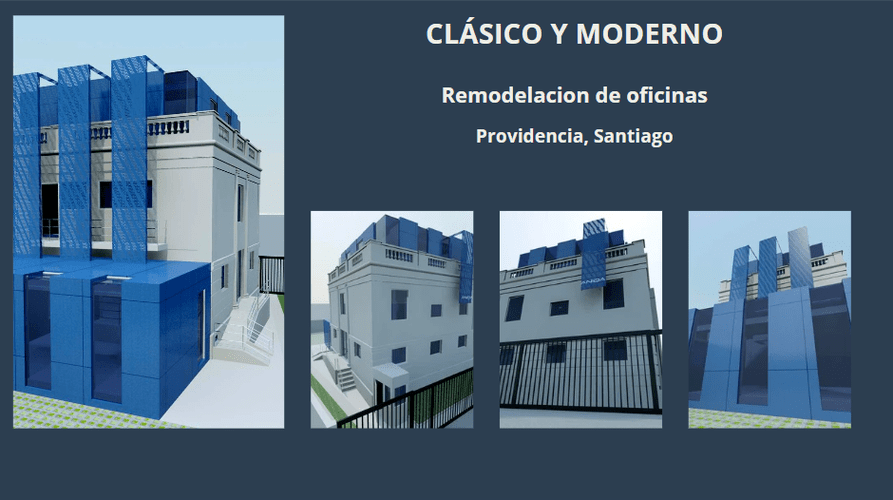 CLÁSICO Y MODERNO
Remodelacion de oficinas
Providencia, Santiago